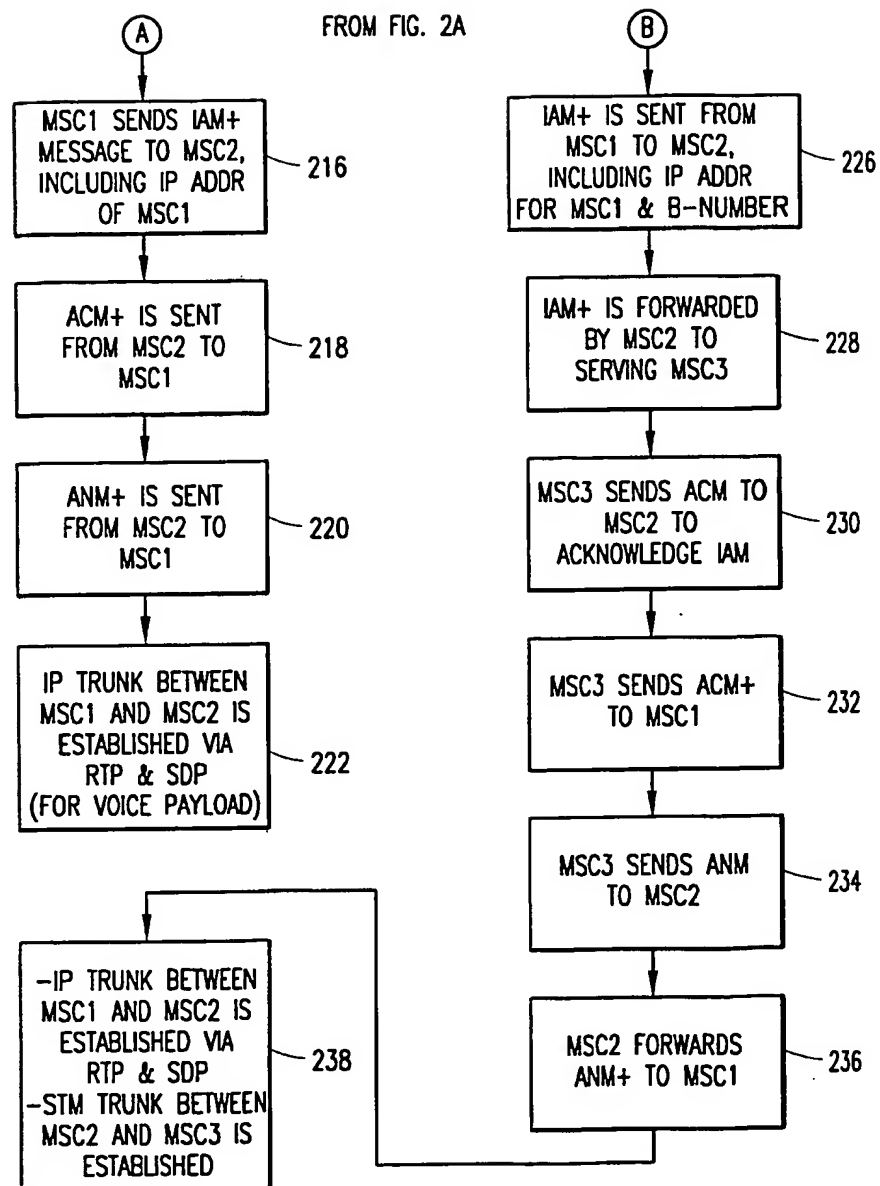 FROM FIG. 2A
A
MSC1 SENDS IAM+
MESSAGE TO MSC2,
INCLUDING IP ADDR
OF MSC1
216
ACM+ IS SENT
FROM MSC2 TO
MSC1
218
ANM+ IS SENT
FROM MSC2 TO
MSC1
220
IP TRUNK BETWEEN
MSC1 AND MSC2 IS
ESTABLISHED VIA
RTP & SDP
(FOR VOICE PAYLOAD)
222
B
IAM+ IS SENT FROM
MSC1 TO MSC2,
INCLUDING IP ADDR
FOR MSC1 & B-NUMBER
226
IAM+ IS FORWARDED
BY MSC2 TO
SERVING MSC3
228
MSC3 SENDS ACM TO
MSC2 TO
ACKNOWLEDGE IAM
230
MSC3 SENDS ACM+
TO MSC1
232
MSC3 SENDS ANM
TO MSC2
234
MSC2 FORWARDS
ANM+ TO MSC1
236
-IP TRUNK BETWEEN
MSC1 AND MSC2 IS
ESTABLISHED VIA
RTP & SDP
-STM TRUNK BETWEEN
MSC2 AND MSC3 IS
ESTABLISHED
238